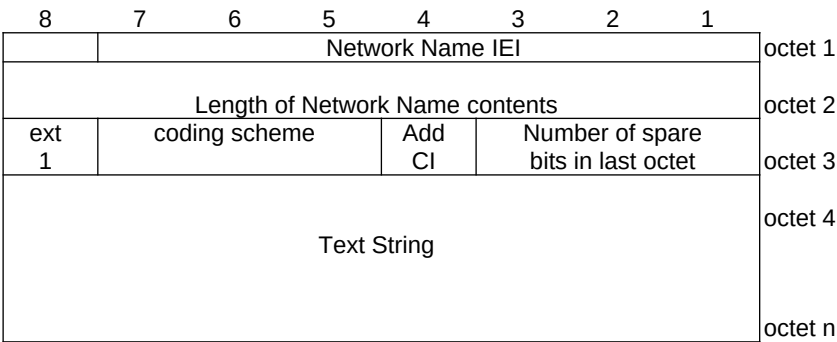 8 7 6 5 4 3 2 1
Network Name IEI octet 1
Length of Network Name contents octet 2
ext coding scheme Add Number of spare
1 CI bits in last octet octet 3
octet 4
Text String
octet n